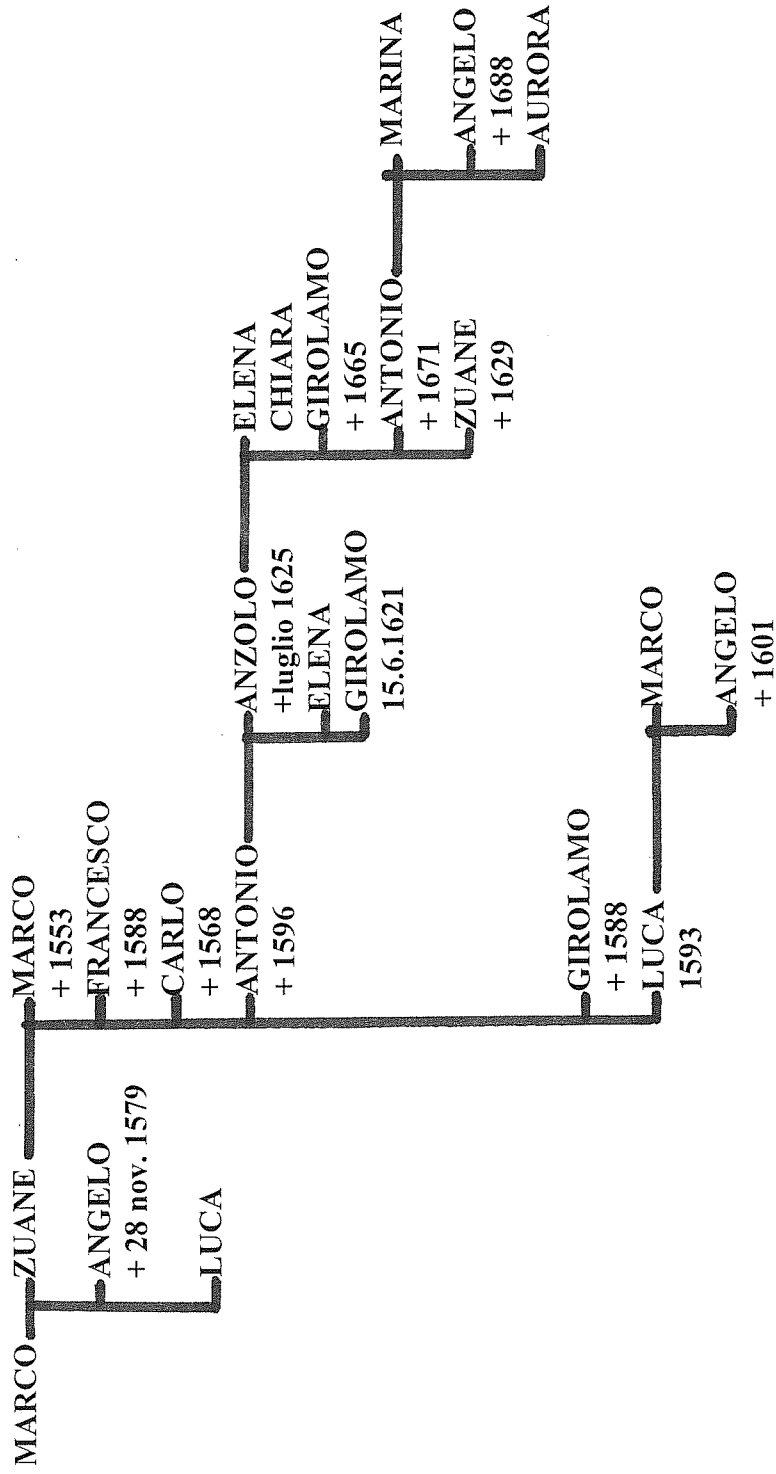 MARCO
ZUANE
ANGELO
+ 28 nov. 1579
LUCA
MARCO
+ 1553
FRANCESCO
+ 1588
CARLO
+ 1568
ANTONIO
+ 1596
GIROLAMO
+ 1588
LUCA
1593
ANZOLO
+luglio 1625
ELENA
GIROLAMO
15.6.1621
MARCO
ANGELO
+ 1601
ELENA
CHIARA
GIROLAMO
+ 1665
ANTONIO
+ 1671
ZUANE
+ 1629
MARINA
ANGELO
+ 1688
AURORA